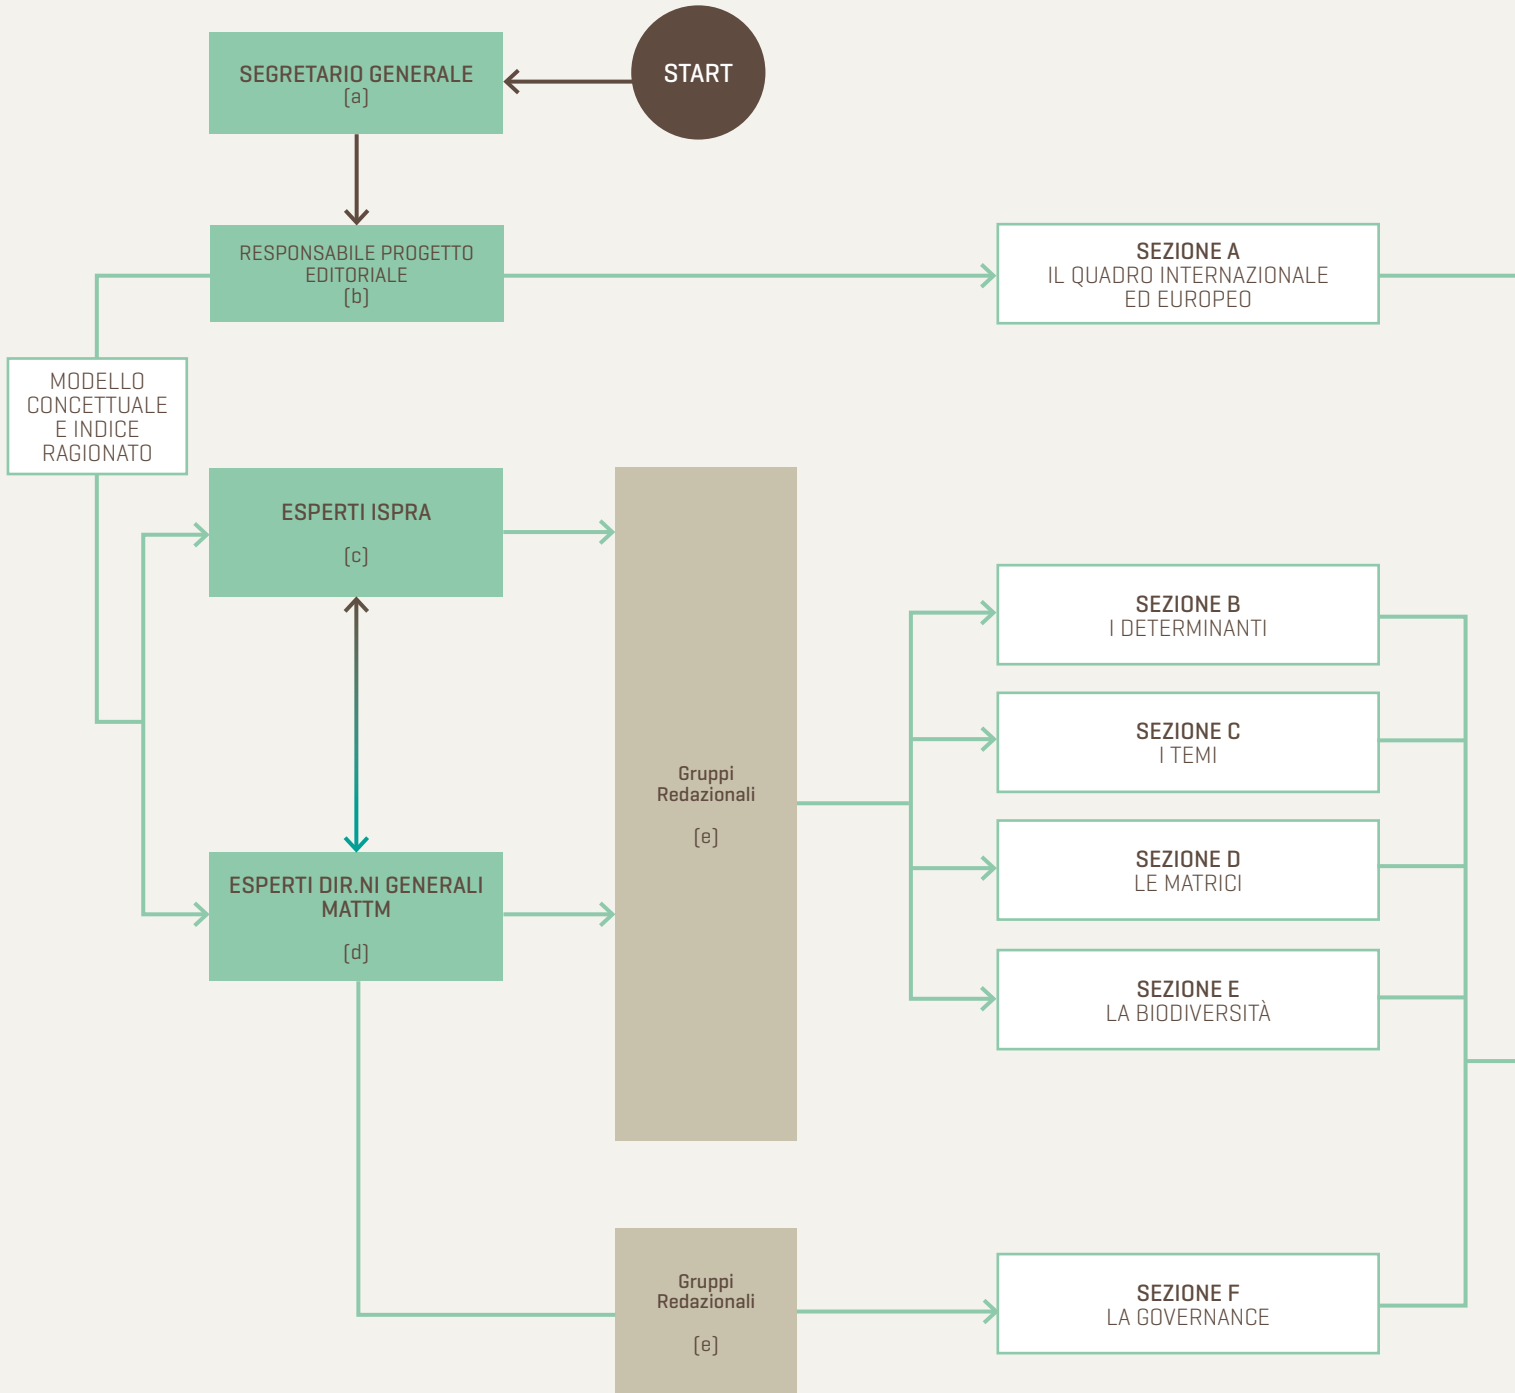 START
SEGRETARIO GENERALE
(a)
RESPONSABILE PROGETTO
EDITORIALE
(b)
SEZIONE A
IL QUADRO INTERNAZIONALE
ED EUROPEO
MODELLO
CONCETTUALE
E INDICE
RAGIONATO
ESPERTI ISPRA
(c)
ESPERTI DIR.NI GENERALI
MATTM
(d)
Gruppi
Redazionali
(e)
SEZIONE B
I DETERMINANTI
SEZIONE C
I TEMI
SEZIONE D
LE MATRICI
SEZIONE E
LA BIODIVERSITÀ
Gruppi
Redazionali
(e)
SEZIONE F
LA GOVERNANCE